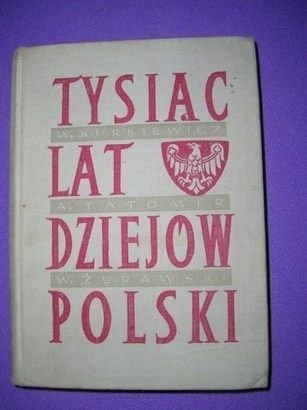 TYSIĄC
W. KURKIEWICZ
LAT
A. TATOMIR
DZIEJÓW
W. ŻURAWSKI
POLSKI